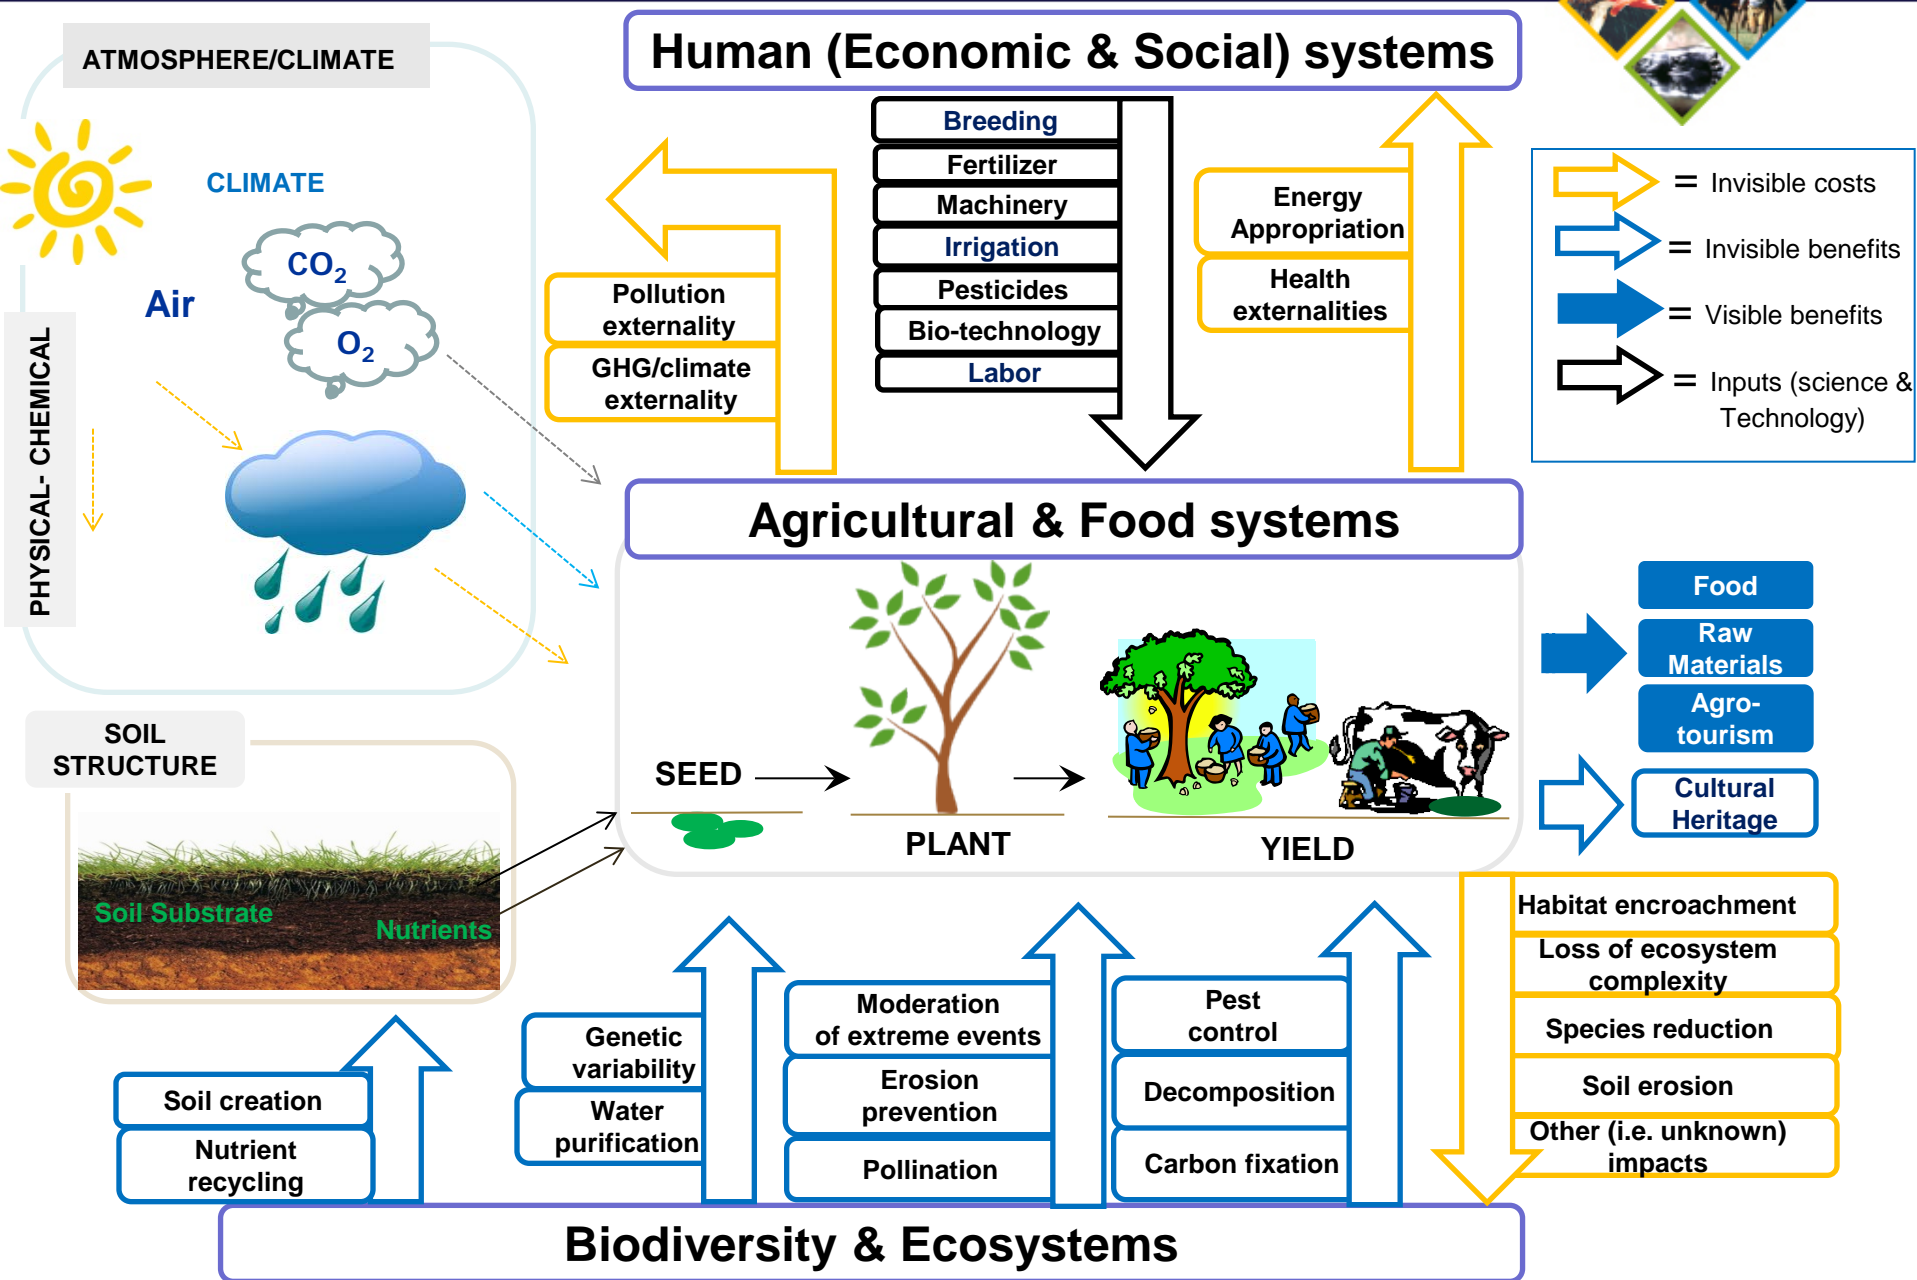 ATMOSPHERE/CLIMATE
Human (Economic & Social) systems
CLIMATE
CO₂
Air
O₂
PHYSICAL- CHEMICAL
Pollution
externality
GHG/climate
externality
Breeding
Fertilizer
Machinery
Irrigation
Pesticides
Bio-technology
Labor
Energy
Appropriation
Health
externalities
= Invisible costs
= Invisible benefits
= Visible benefits
= Inputs (science &
Technology)
Agricultural & Food systems
SEED
PLANT
YIELD
Food
Raw
Materials
Agro-
tourism
Cultural
Heritage
SOIL
STRUCTURE
Soil Substrate
Nutrients
Soil creation
Nutrient
recycling
Genetic
variability
Water
purification
Moderation
of extreme events
Erosion
prevention
Pollination
Pest
control
Decomposition
Carbon fixation
Habitat encroachment
Loss of ecosystem
complexity
Species reduction
Soil erosion
Other (i.e. unknown)
impacts
Biodiversity & Ecosystems